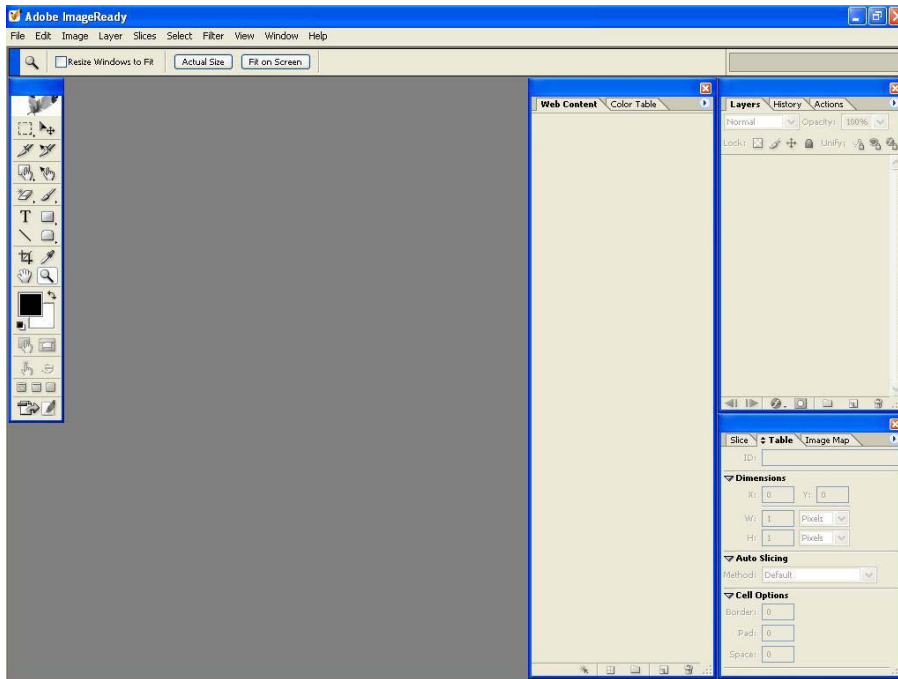 Adobe ImageReady
File Edit Image Layer Slices Select Filter View Window Help
Resize Windows to Fit Actual Size Fit on Screen
Web Content Color Table
Layers History Actions
Normal Opacity: 100%
Lock: Unify:
T
Slice Table Image Map
ID:
Dimensions
X: 0 Y: 0
W: 1 Pixels
H: 1 Pixels
Auto Slicing
Method: Default
Cell Options
Border: 0
Pad: 0
Space: 0